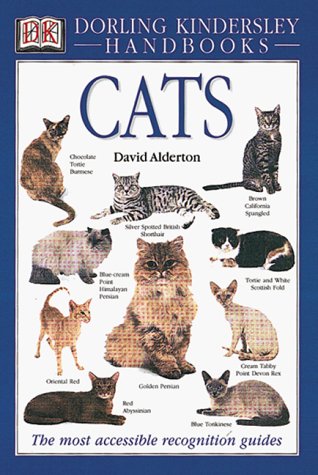 DK
DORLING KINDERSLEY
HANDBOOKS
CATS
David Alderton
Chocolate
Tortie
Burmese
Silver Spotted British
Shorthair
Brown
California
Spangled
Blue-cream
Point
Himalayan
Persian
Tortie and White
Scottish Fold
Oriental Red
Golden Persian
Cream Tabby
Point Devon Rex
Red
Abyssinian
Blue Tonkinese
The most accessible recognition guides